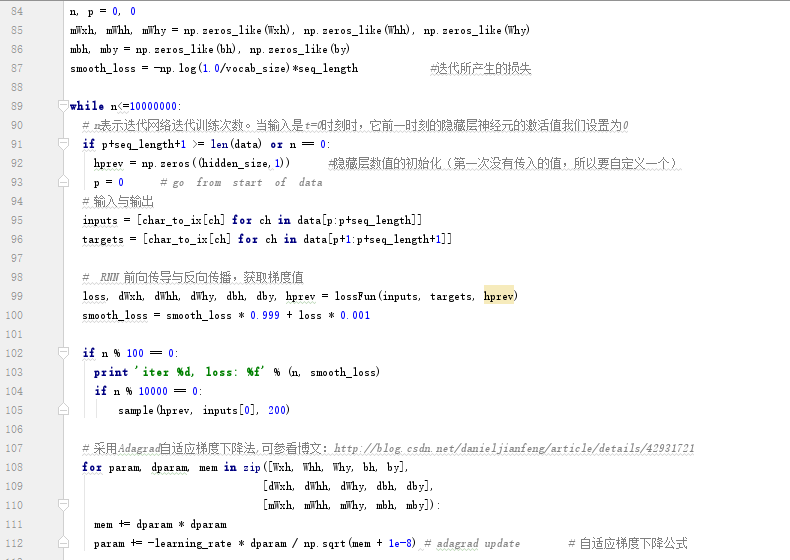 84 n, p = 0, 0
85 mWxh, mWhh, mWhy = np.zeros_like(Wxh), np.zeros_like(Whh), np.zeros_like(Why)
86 mbh, mby = np.zeros_like(bh), np.zeros_like(by)
87 smooth_loss = -np.log(1.0/vocab_size)*seq_length #迭代所产生的损失
88
89 while n<=10000000:
90 # n表示迭代网络迭代训练次数。当输入是t=0时刻时，它前一时刻的隐藏层神经元的激活值我们设置为0
91 if p+seq_length+1 >= len(data) or n == 0:
92 hprev = np.zeros((hidden_size,1)) #隐藏层数值的初始化（第一次没有传入的值，所以要自定义一个）
93 p = 0 # go from start of data
94 # 输入与输出
95 inputs = [char_to_ix[ch] for ch in data[p:p+seq_length]]
96 targets = [char_to_ix[ch] for ch in data[p+1:p+seq_length+1]]
97
98 # RNN 前向传导与反向传播，获取梯度值
99 loss, dWxh, dWhh, dWhy, dbh, dby, hprev = lossFun(inputs, targets, hprev)
100 smooth_loss = smooth_loss * 0.999 + loss * 0.001
101
102 if n % 100 == 0:
103 print 'iter %d, loss: %f' % (n, smooth_loss)
104 if n % 10000 == 0:
105 sample(hprev, inputs[0], 200)
106
107 # 采用Adagrad自适应梯度下降法,可参看博文：http://blog.csdn.net/danieljianfeng/article/details/42931721
108 for param, dparam, mem in zip([Wxh, Whh, Why, bh, by],
109 [dWxh, dWhh, dWhy, dbh, dby],
110 [mWxh, mWhh, mWhy, mbh, mby]):
111 mem += dparam * dparam
112 param += -learning_rate * dparam / np.sqrt(mem + 1e-8) # adagrad update # 自适应梯度下降公式